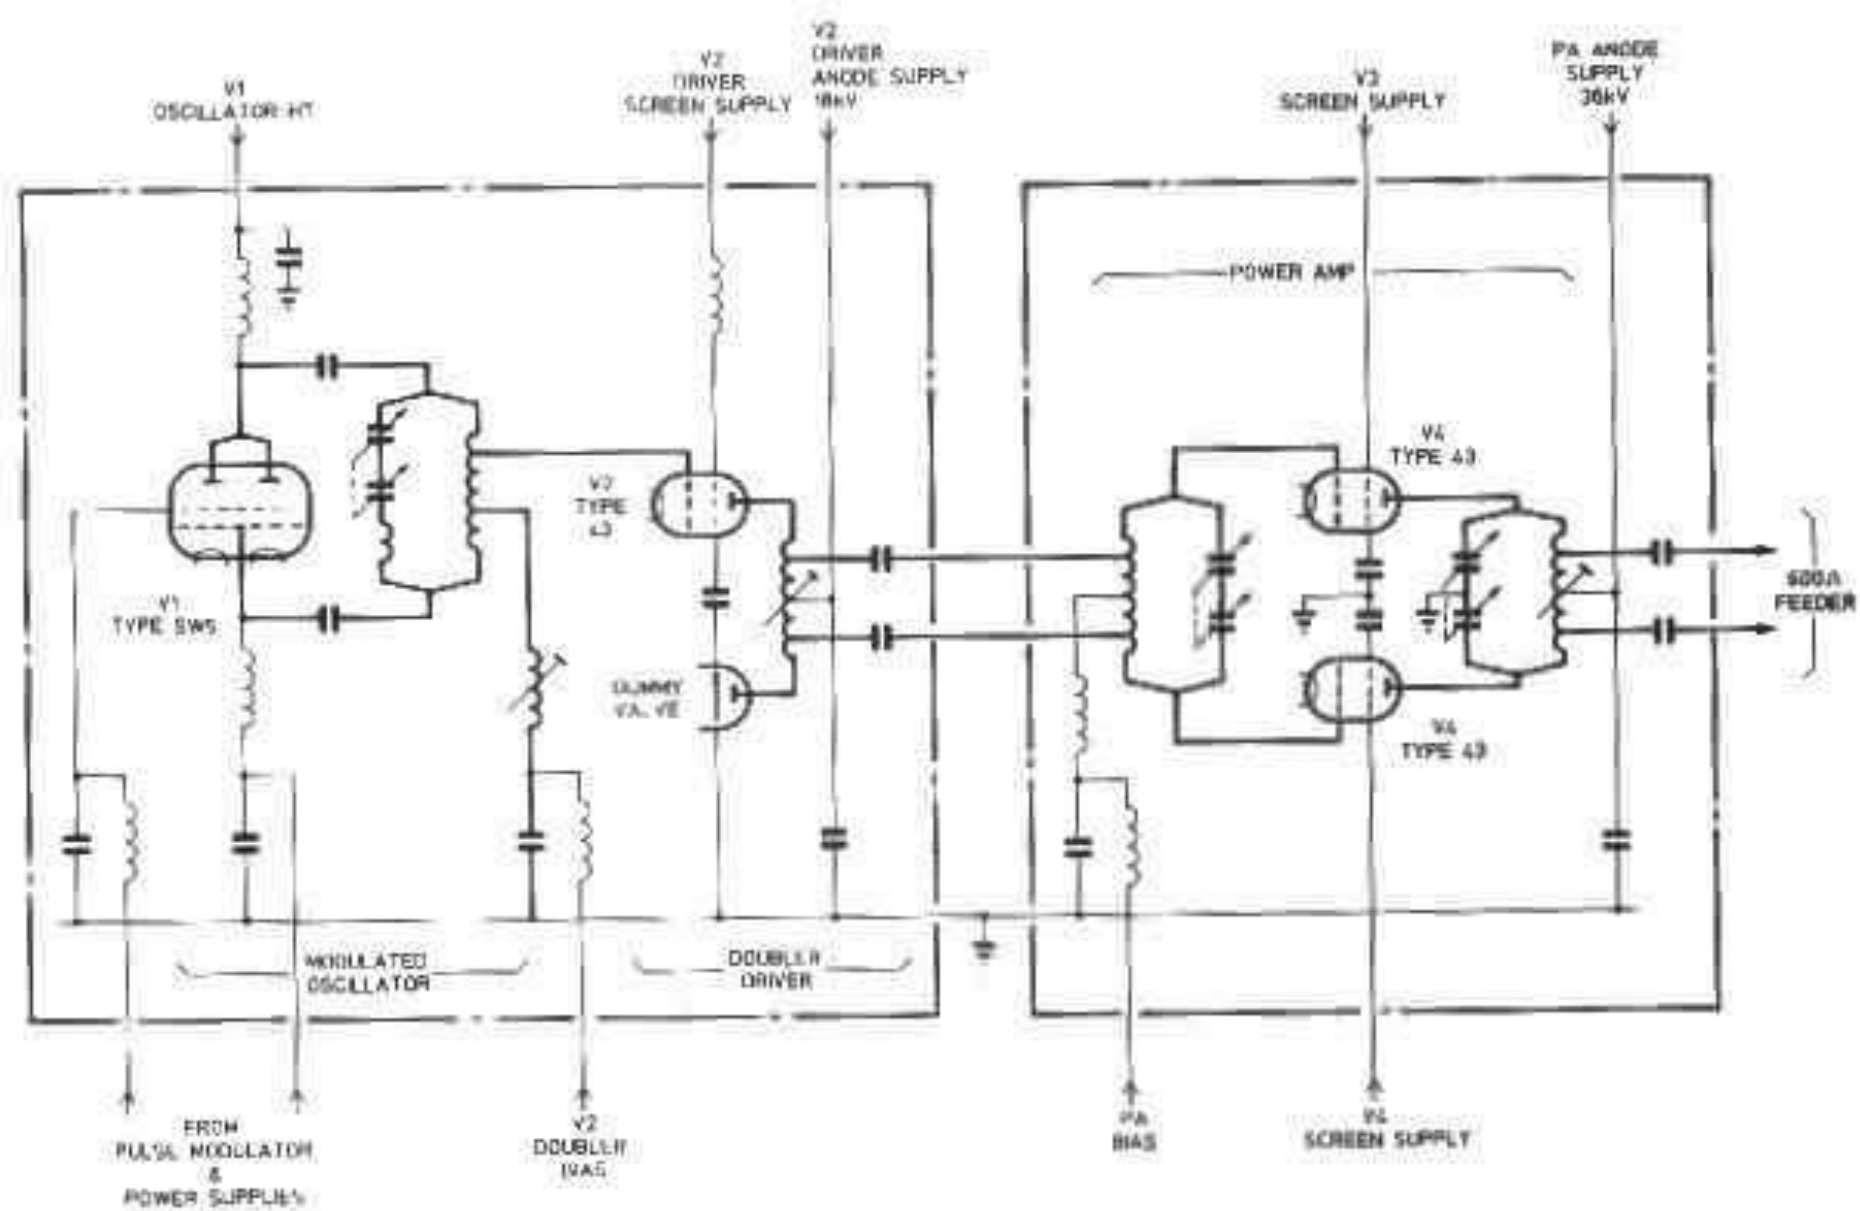 V1
OSCILLATOR HT
V2
DRIVER
SCREEN SUPPLY
V2
DRIVER
ANODE SUPPLY
18kV
V3
SCREEN SUPPLY
PA ANODE
SUPPLY
36kV
POWER AMP
V4
TYPE 43
V2
TYPE
43
V1
TYPE SW5
DUMMY
VALVE
V4
TYPE 43
600Ω
FEEDER
MODULATED
OSCILLATOR
DOUBLER
DRIVER
FROM
PULSE MODULATOR
&
POWER SUPPLIES
V2
DOUBLER
BIAS
PA
BIAS
V4
SCREEN SUPPLY